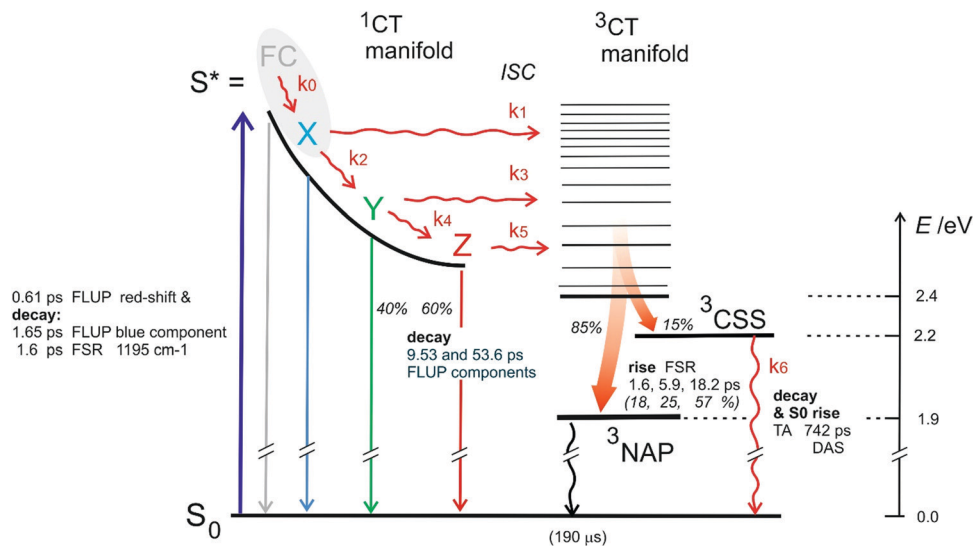 ¹CT
manifold
³CT
manifold
FC
S* =
k0
ISC
X
k1
k2
k3
Y
k4
Z
k5
E /eV
0.61 ps FLUP red-shift &
decay:
1.65 ps FLUP blue component
1.6 ps FSR 1195 cm-1
40% 60%
decay
9.53 and 53.6 ps
FLUP components
85%
15%
³CSS
2.4
2.2
rise FSR
1.6, 5.9, 18.2 ps
(18, 25, 57 %)
k6
decay
& S0 rise
TA 742 ps
DAS
1.9
³NAP
S₀
(190 µs)
0.0